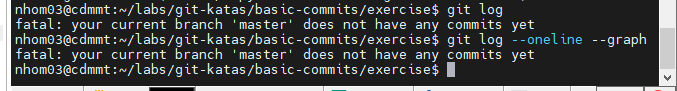 nhom03@cdmmt:~/labs/git-katas/basic-commits/exercise$ git log
fatal: your current branch 'master' does not have any commits yet
nhom03@cdmmt:~/labs/git-katas/basic-commits/exercise$ git log --oneline --graph
fatal: your current branch 'master' does not have any commits yet
nhom03@cdmmt:~/labs/git-katas/basic-commits/exercise$